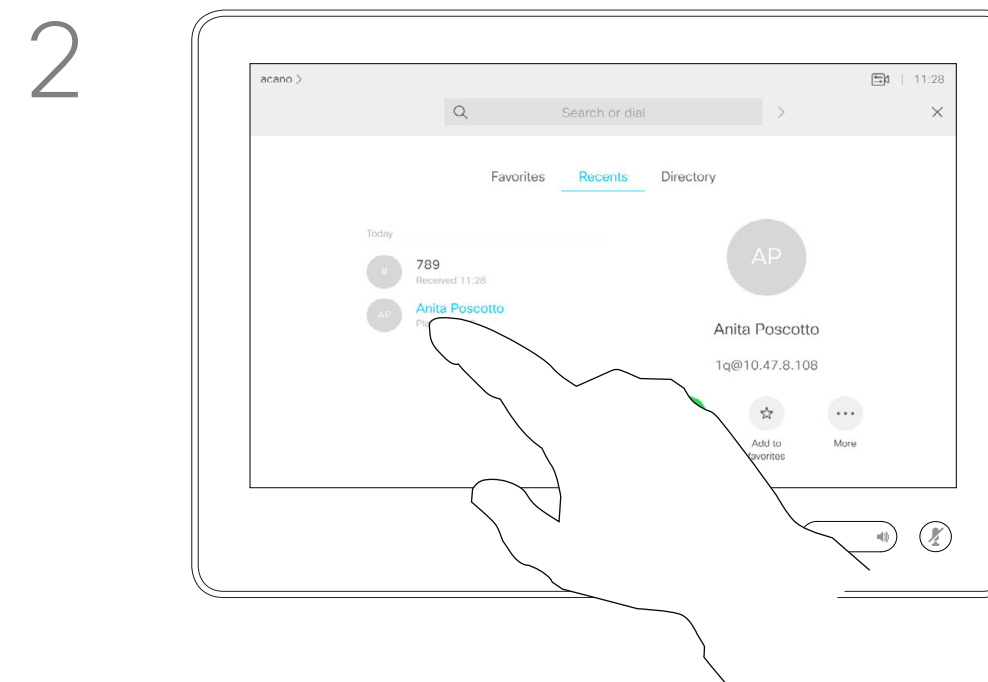 2
acano >
11:28
Search or dial
Favorites Recents Directory
Today
#
789
Received 11:28
AP
Anita Poscotto
AP
Anita Poscotto
1q@10.47.8.108
Add to
favorites
More